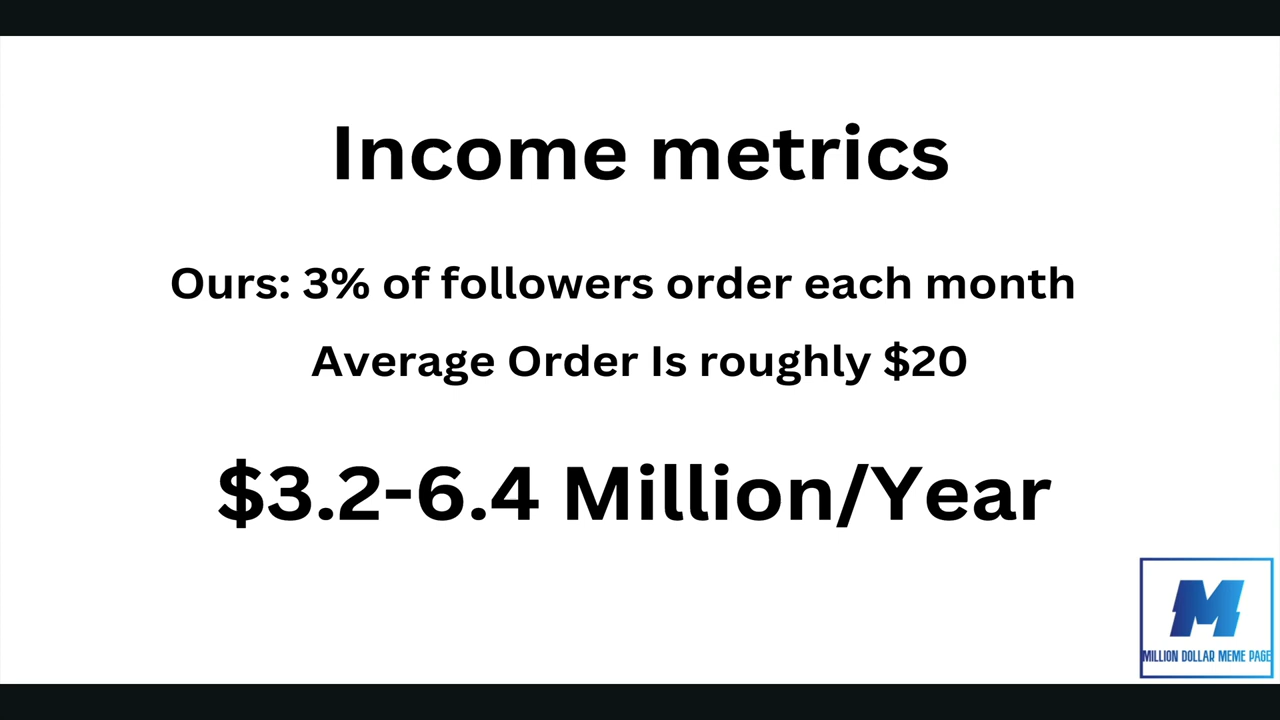 Income metrics
Ours: 3% of followers order each month
Average Order Is roughly $20
$3.2-6.4 Million/Year
M
MILLION DOLLAR MEME PAGE